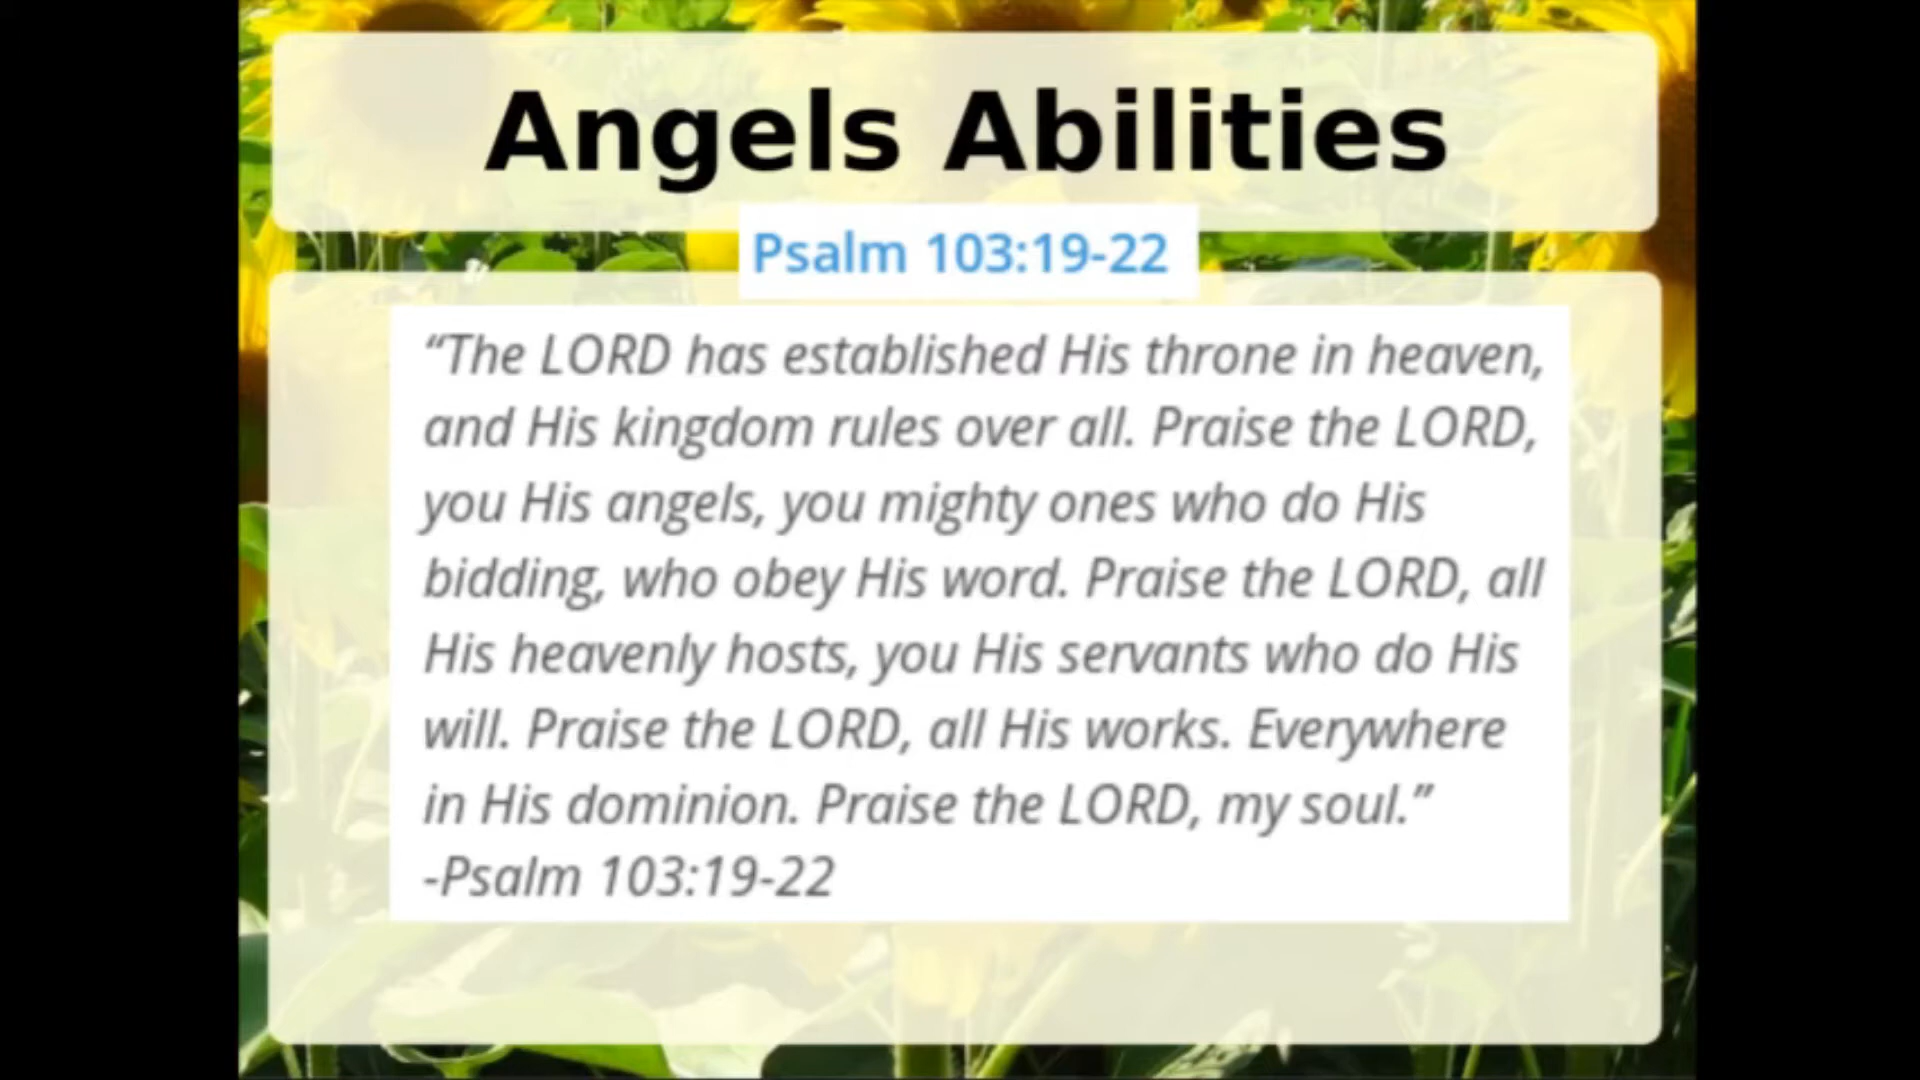 Angels Abilities
Psalm 103:19-22
“The LORD has established His throne in heaven,
and His kingdom rules over all. Praise the LORD,
you His angels, you mighty ones who do His
bidding, who obey His word. Praise the LORD, all
His heavenly hosts, you His servants who do His
will. Praise the LORD, all His works. Everywhere
in His dominion. Praise the LORD, my soul.”
-Psalm 103:19-22